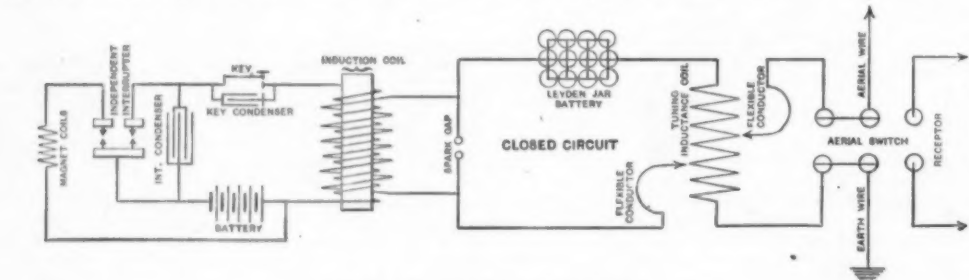 MAGNET COILS
INDEPENDENT
INTERRUPTER
INT. CONDENSER
KEY
KEY CONDENSER
BATTERY
INDUCTION COIL
SPARK GAP
LEYDEN JAR
BATTERY
CLOSED CIRCUIT
FLEXIBLE
CONDUCTOR
TUNING
INDUCTANCE COIL
FLEXIBLE
CONDUCTOR
AERIAL WIRE
AERIAL SWITCH
EARTH WIRE
RECEPTOR